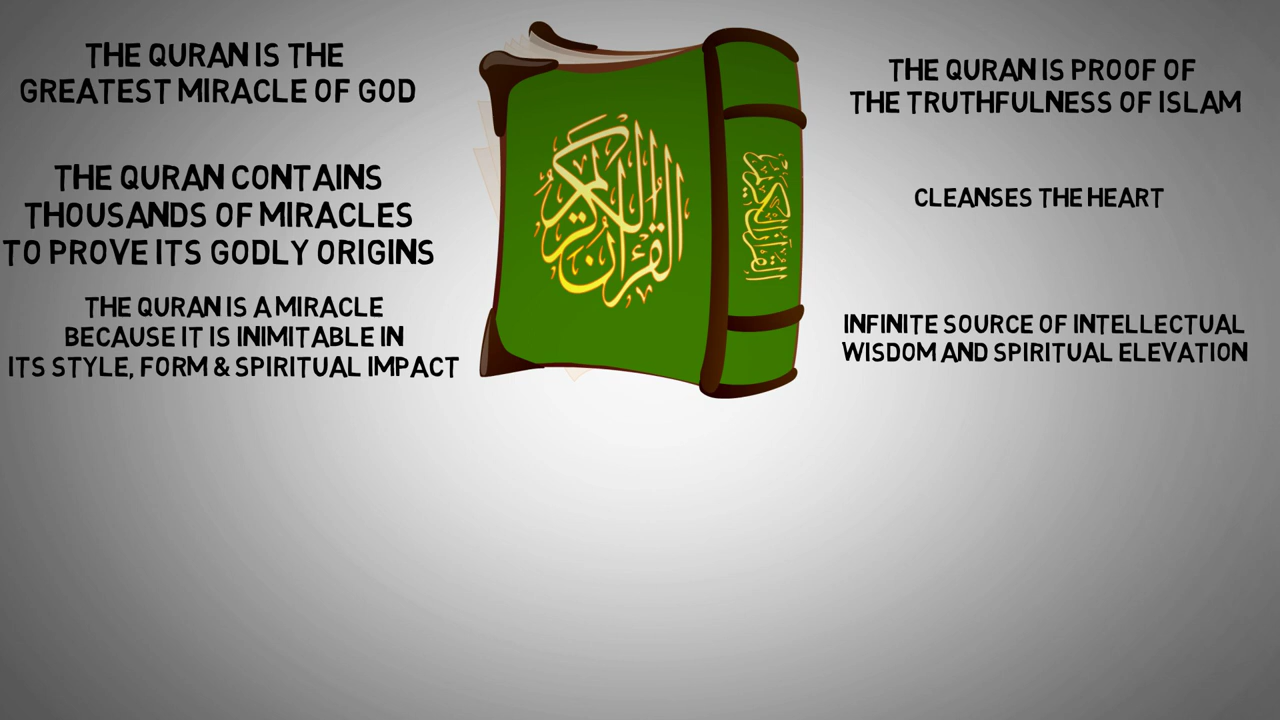 THE QURAN IS THE
GREATEST MIRACLE OF GOD
THE QURAN CONTAINS
THOUSANDS OF MIRACLES
TO PROVE ITS GODLY ORIGINS
THE QURAN IS A MIRACLE
BECAUSE IT IS INIMITABLE IN
ITS STYLE, FORM & SPIRITUAL IMPACT
القرآن الكريم
القرآن الكريم
THE QURAN IS PROOF OF
THE TRUTHFULNESS OF ISLAM
CLEANSES THE HEART
INFINITE SOURCE OF INTELLECTUAL
WISDOM AND SPIRITUAL ELEVATION